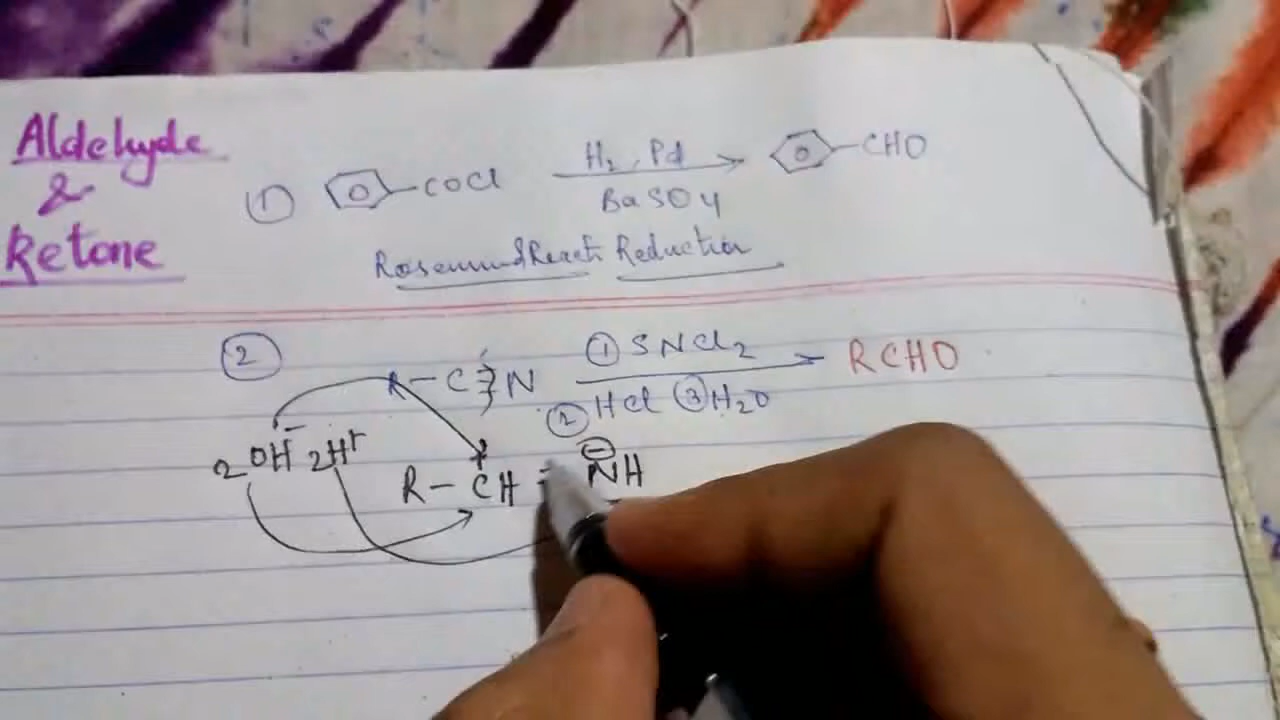 Aldehyde
&
Ketone
① -COCl H2, Pd BaSO4 -CHO
Reduction
② R-C≡N ① SNCl2 ② HCl ③ H2O RCHO
2OH- 2H+
R-CH = NH